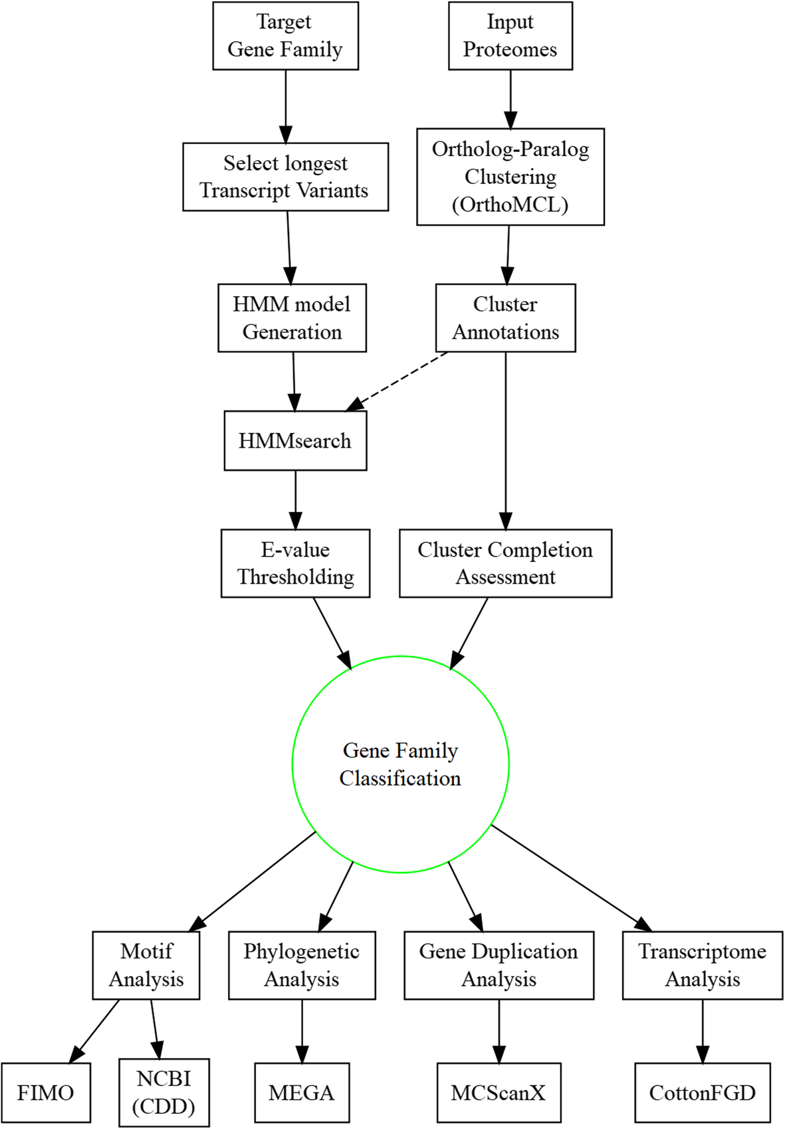 Target
Gene Family
Input
Proteomes
Select longest
Transcript Variants
Ortholog-Paralog
Clustering
(OrthoMCL)
HMM model
Generation
Cluster
Annotations
HMMsearch
E-value
Thresholding
Cluster Completion
Assessment
Gene Family
Classification
Motif
Analysis
Phylogenetic
Analysis
Gene Duplication
Analysis
Transcriptome
Analysis
FIMO
NCBI
(CDD)
MEGA
MCScanX
CottonFGD